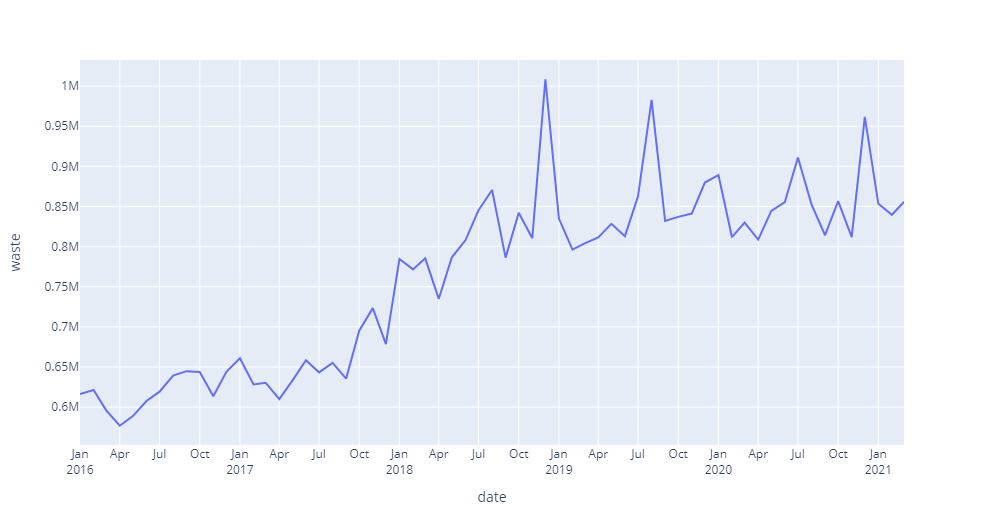 1M
0.95M
0.9M
0.85M
0.8M
0.75M
0.7M
0.65M
0.6M
waste
Jan Apr Jul Oct Jan Apr Jul Oct Jan Apr Jul Oct Jan Apr Jul Oct Jan Apr Jul Oct Jan
2016 2017 2018 2019 2020 2021
date